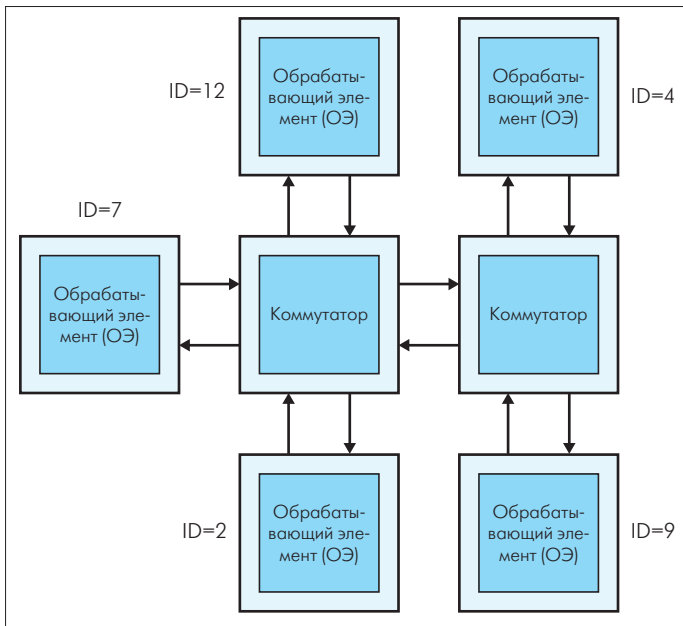 Обрабаты-
вающий эле-
мент (ОЭ)
ID=12
Обрабаты-
вающий эле-
мент (ОЭ)
ID=4
ID=7
Обрабаты-
вающий эле-
мент (ОЭ)
Коммутатор
Коммутатор
ID=2
Обрабаты-
вающий эле-
мент (ОЭ)
Обрабаты-
вающий эле-
мент (ОЭ)
ID=9